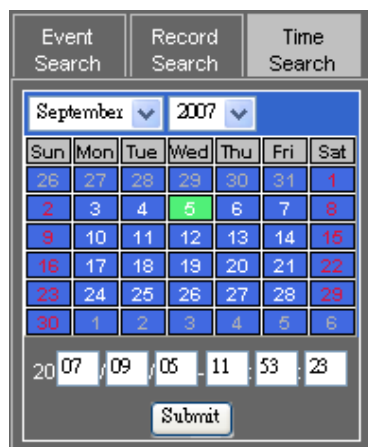 Event Search Record Search Time Search
September 2007
Sun Mon Tue Wed Thu Fri Sat
26 27 28 29 30 31 1
2 3 4 5 6 7 8
9 10 11 12 13 14 15
16 17 18 19 20 21 22
23 24 25 26 27 28 29
30 1 2 3 4 5 6
20 07 / 09 / 05 - 11 : 53 : 23
Submit